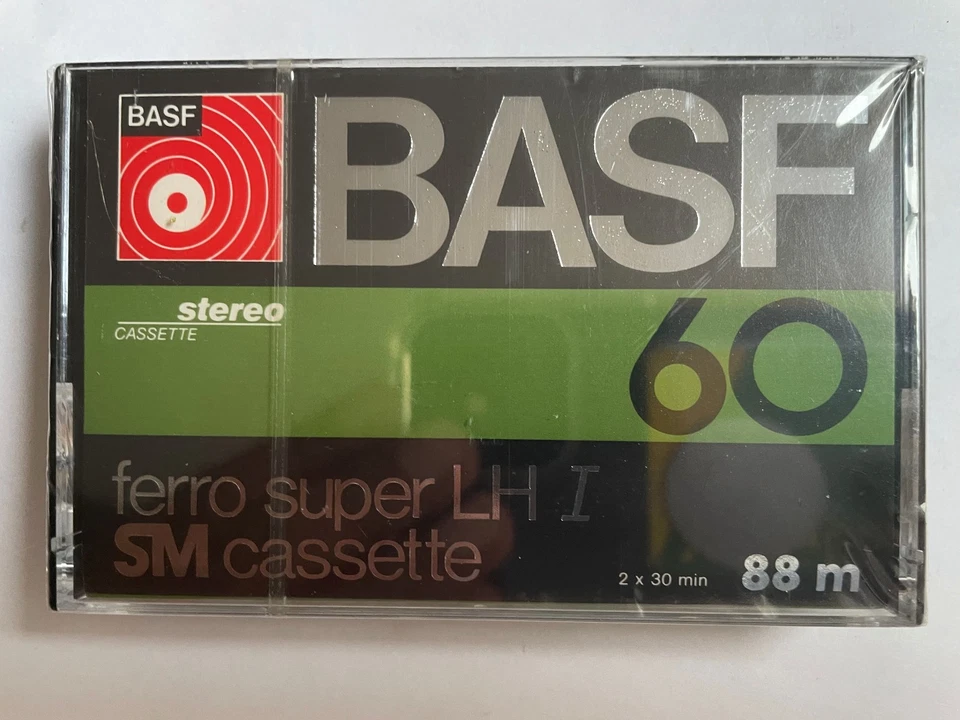 BASF
BASF
stereo
CASSETTE
60
ferro super LH I
SM cassette
2 x 30 min
88 m